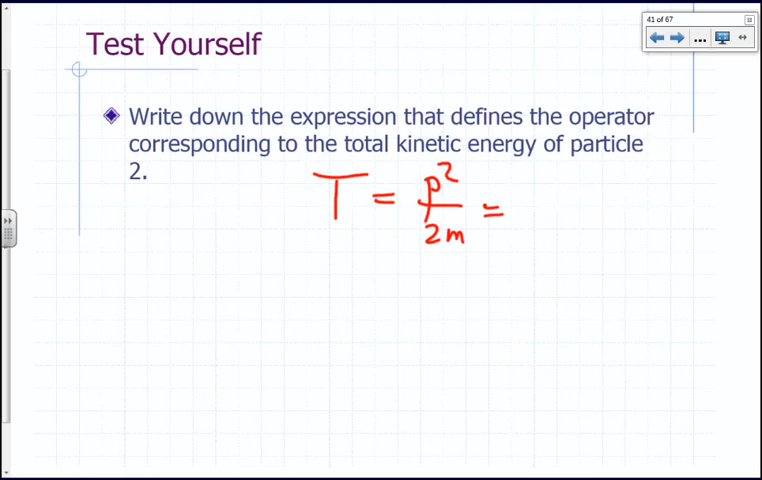 41 of 67
Test Yourself
Write down the expression that defines the operator
corresponding to the total kinetic energy of particle
2.
T = p²/2m =